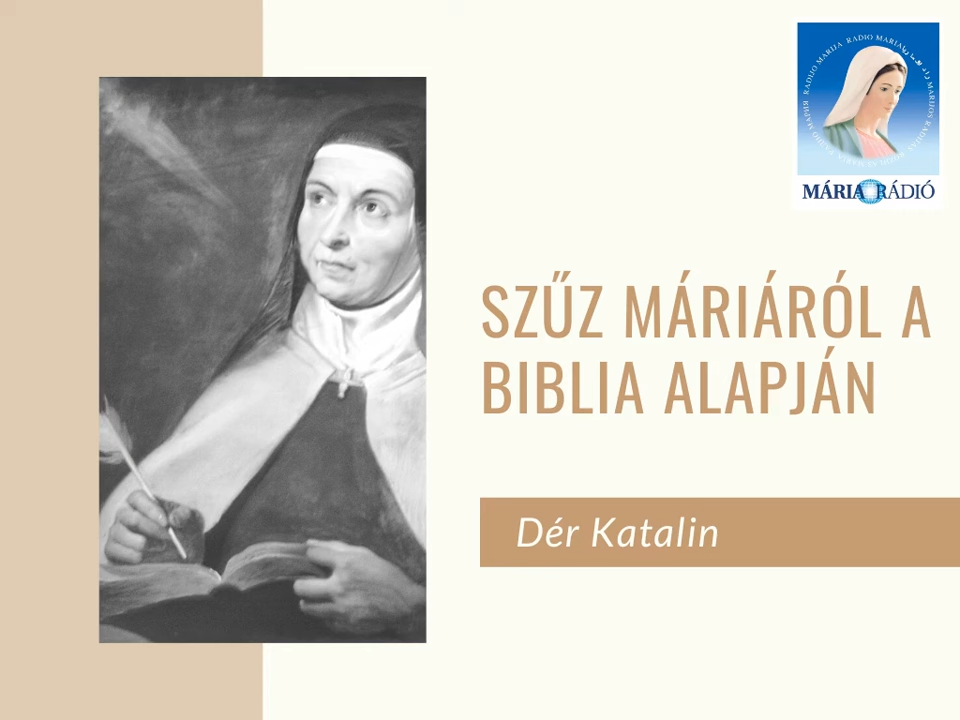 MÁRIA RÁDIÓ
SZŰZ MÁRIÁRÓL A
BIBLIA ALAPJÁN
Dér Katalin